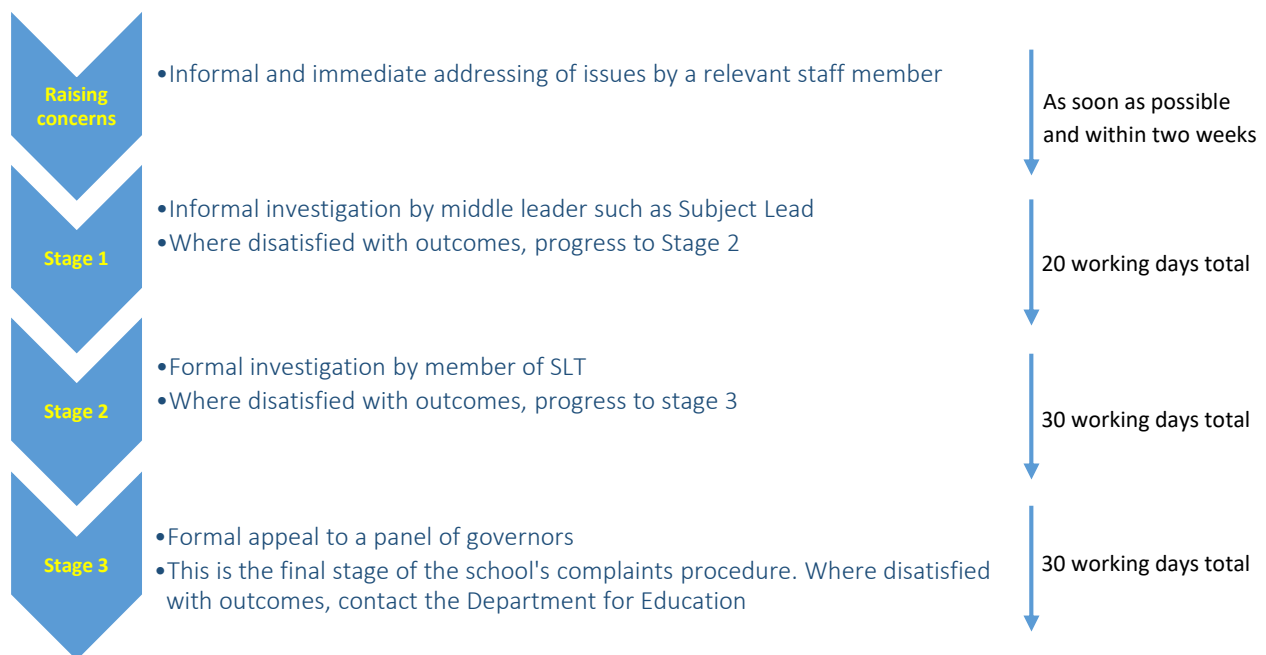 Raising
concerns
•Informal and immediate addressing of issues by a relevant staff member
As soon as possible
and within two weeks
Stage 1
•Informal investigation by middle leader such as Subject Lead
•Where disatisfied with outcomes, progress to Stage 2
20 working days total
Stage 2
•Formal investigation by member of SLT
•Where disatisfied with outcomes, progress to stage 3
30 working days total
Stage 3
•Formal appeal to a panel of governors
•This is the final stage of the school's complaints procedure. Where disatisfied
with outcomes, contact the Department for Education
30 working days total